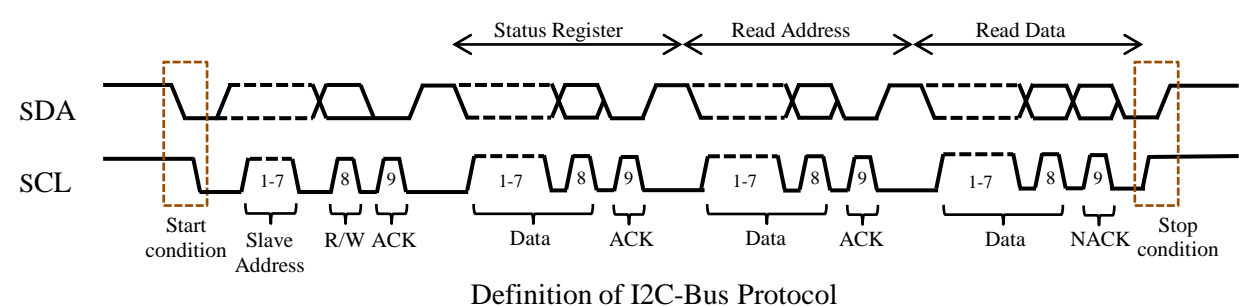 Status Register Read Address Read Data
SDA
SCL
1-7 8 9 1-7 8 9 1-7 8 9 1-7 8 9
Start
condition
Slave
Address
R/W ACK
Data ACK
Data ACK
Data NACK
Stop
condition
Definition of I2C-Bus Protocol